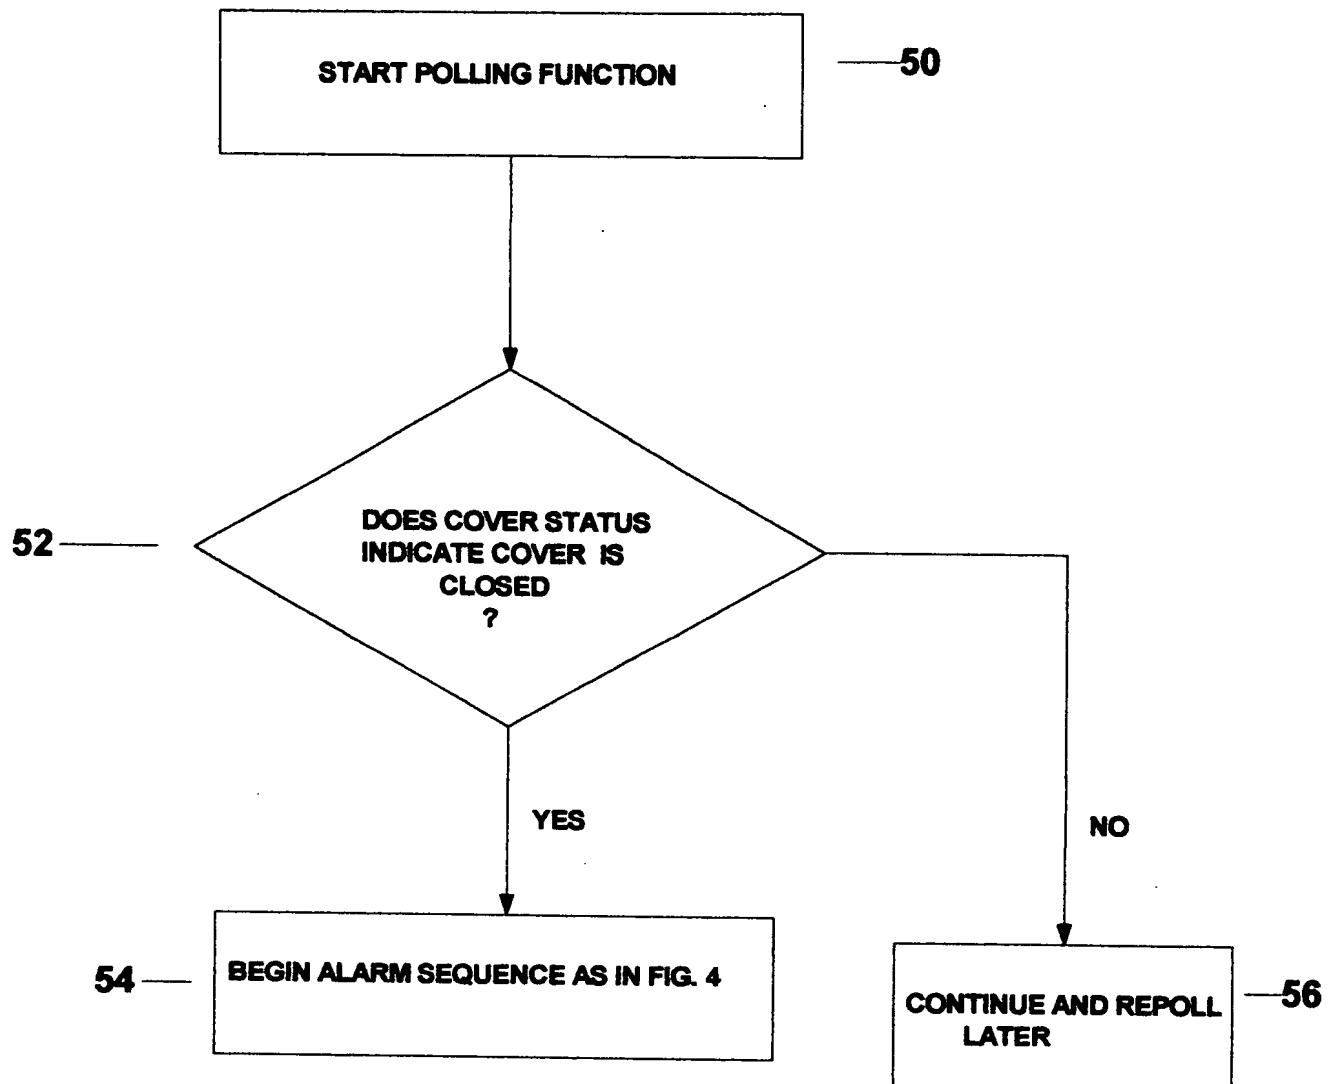 START POLLING FUNCTION
50
52
DOES COVER STATUS
INDICATE COVER IS
CLOSED
?
YES
NO
54
BEGIN ALARM SEQUENCE AS IN FIG. 4
CONTINUE AND REPOLL
LATER
56